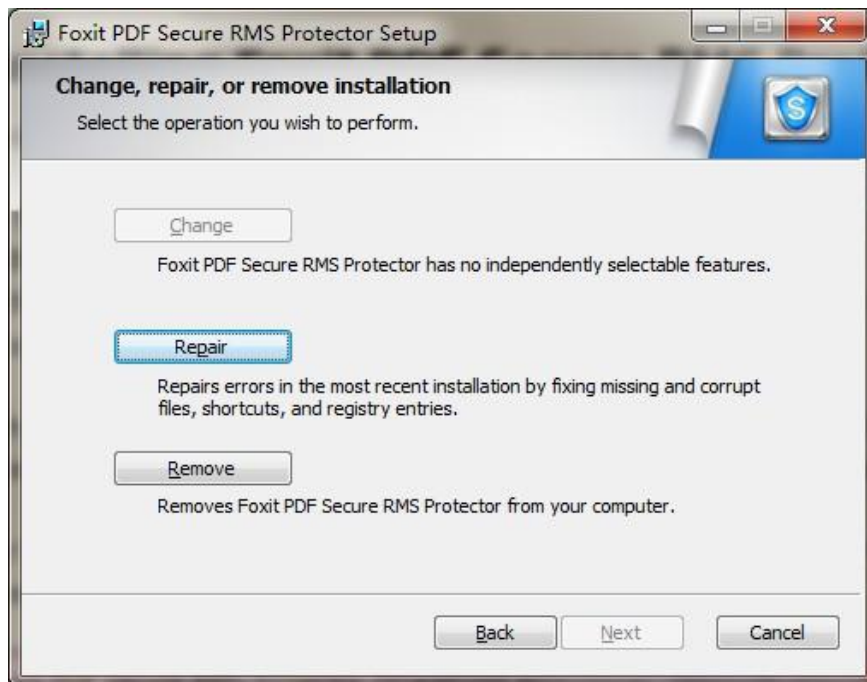 Foxit PDF Secure RMS Protector Setup
Change, repair, or remove installation
Select the operation you wish to perform.
S
Change
Foxit PDF Secure RMS Protector has no independently selectable features.
Repair
Repairs errors in the most recent installation by fixing missing and corrupt
files, shortcuts, and registry entries.
Remove
Removes Foxit PDF Secure RMS Protector from your computer.
Back Next Cancel